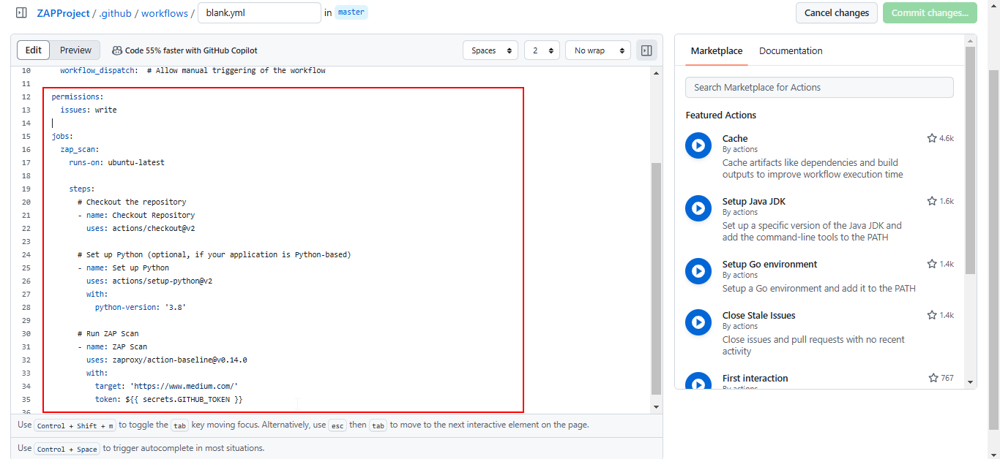 ZAPProject / .github / workflows / blank.yml in master
Cancel changes
Commit changes...
Edit
Preview
Code 55% faster with GitHub Copilot
Spaces
2
No wrap
10 workflow_dispatch:  # Allow manual triggering of the workflow
11
12 permissions:
13   issues: write
14
15 jobs:
16   zap_scan:
17     runs-on: ubuntu-latest
18
19     steps:
20       # Checkout the repository
21       - name: Checkout Repository
22         uses: actions/checkout@v2
23
24       # Set up Python (optional, if your application is Python-based)
25       - name: Set up Python
26         uses: actions/setup-python@v2
27         with:
28           python-version: '3.8'
29
30       # Run ZAP Scan
31       - name: ZAP Scan
32         uses: zaproxy/action-baseline@v0.14.0
33         with:
34           target: 'https://www.medium.com/'
35           token: ${{ secrets.GITHUB_TOKEN }}
36
Use Control + Shift + m to toggle the tab key moving focus. Alternatively, use esc then tab to move to the next interactive element on the page.
Use Control + Space to trigger autocomplete in most situations.
Marketplace
Documentation
Search Marketplace for Actions
Featured Actions
Cache
4.6k
By actions
Cache artifacts like dependencies and build
outputs to improve workflow execution time
Setup Java JDK
1.6k
By actions
Set up a specific version of the Java JDK and
add the command-line tools to the PATH
Setup Go environment
1.4k
By actions
Setup a Go environment and add it to the PATH
Close Stale Issues
1.4k
By actions
Close issues and pull requests with no recent
activity
First interaction
767
By actions